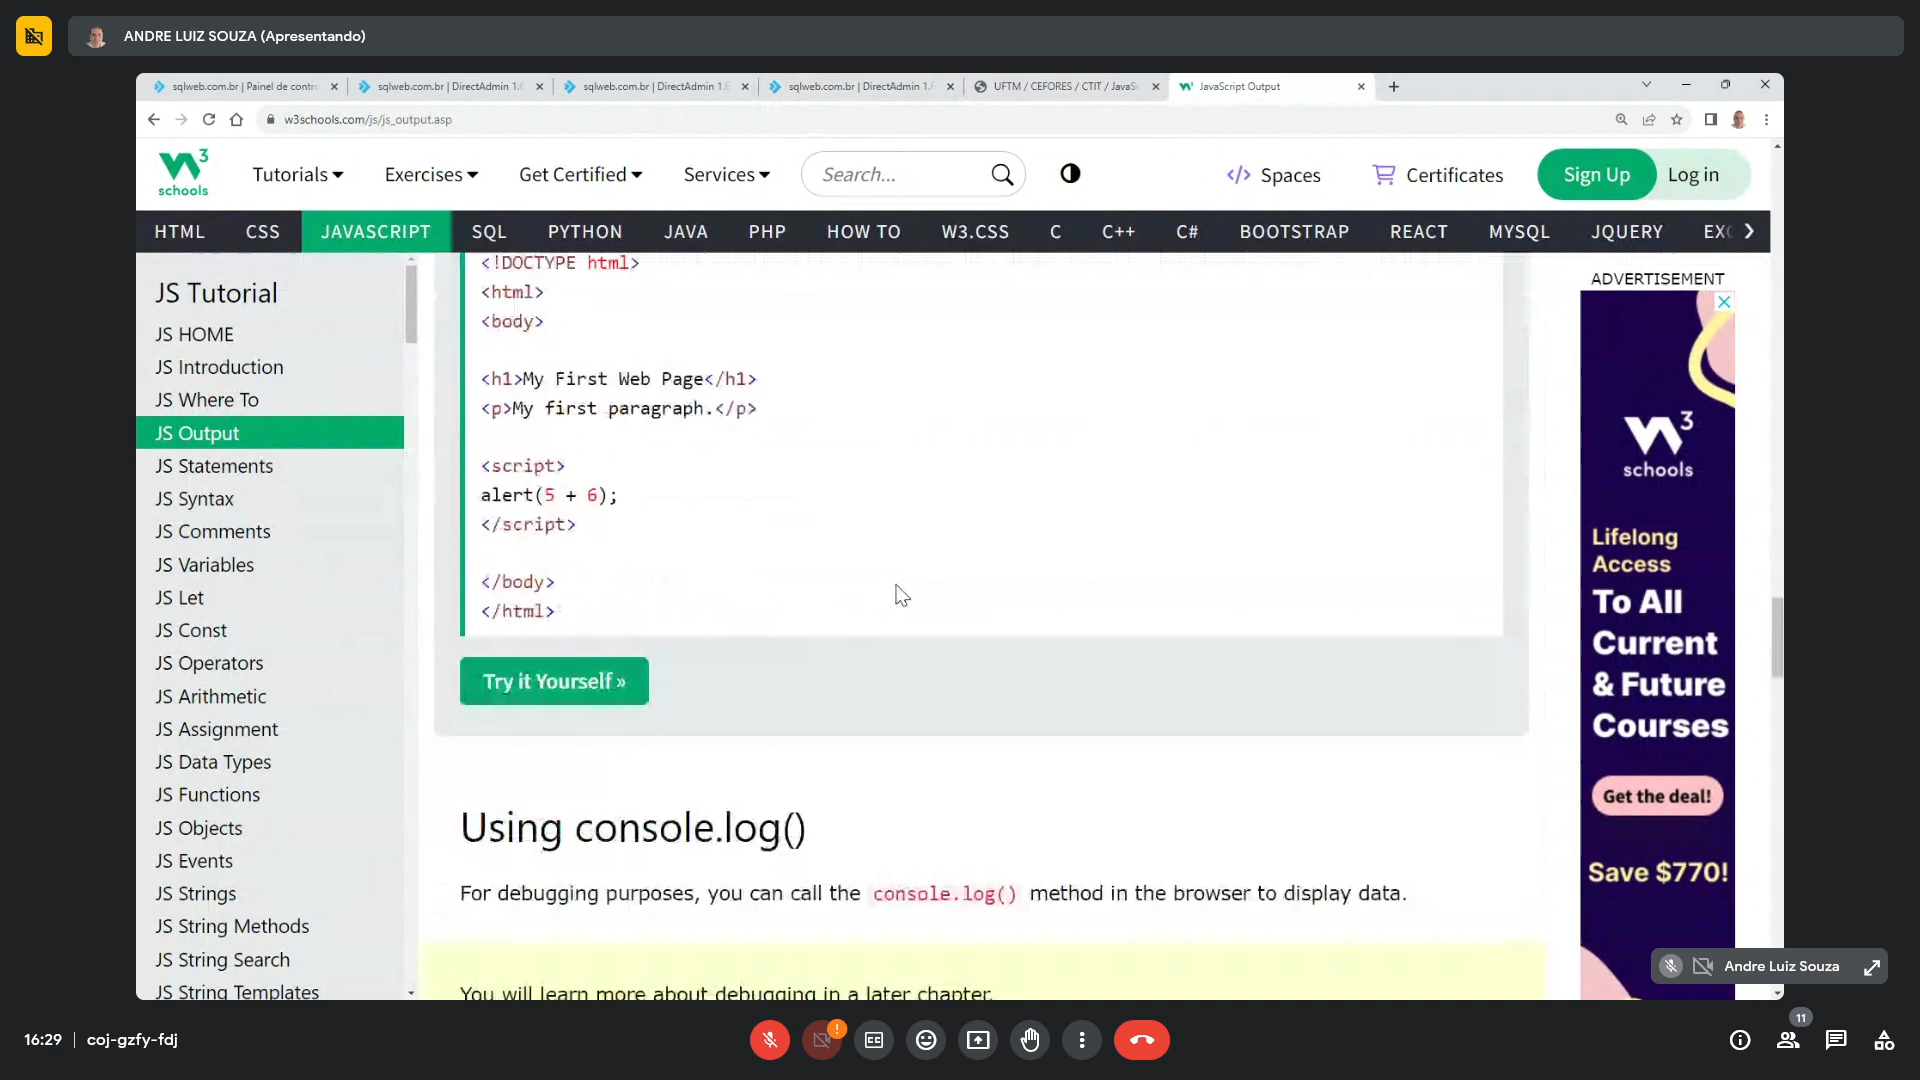 ANDRE LUIZ SOUZA (Apresentando)
sqlweb.com.br | Painel de contro
sqlweb.com.br | DirectAdmin 1.6
sqlweb.com.br | DirectAdmin 1.6
sqlweb.com.br | DirectAdmin 1.6
UFTM / CEFORES / CTIT / JavaSc
JavaScript Output
w3schools.com/js/js_output.asp
W3 schools
Tutorials
Exercises
Get Certified
Services
Search...
Spaces
Certificates
Sign Up
Log in
HTML CSS JAVASCRIPT SQL PYTHON JAVA PHP HOW TO W3.CSS C C++ C# BOOTSTRAP REACT MYSQL JQUERY EXC
JS Tutorial
JS HOME
JS Introduction
JS Where To
JS Output
JS Statements
JS Syntax
JS Comments
JS Variables
JS Let
JS Const
JS Operators
JS Arithmetic
JS Assignment
JS Data Types
JS Functions
JS Objects
JS Events
JS Strings
JS String Methods
JS String Search
JS String Templates
<!DOCTYPE html>
<html>
<body>
<h1>My First Web Page</h1>
<p>My first paragraph.</p>
<script>
alert(5 + 6);
</script>
</body>
</html>
Try it Yourself »
Using console.log()
For debugging purposes, you can call the console.log() method in the browser to display data.
You will learn more about debugging in a later chapter.
ADVERTISEMENT
W3 schools
Lifelong
Access
To All
Current
& Future
Courses
Get the deal!
Save $770!
Andre Luiz Souza
16:29 | coj-gzfy-fdj
11